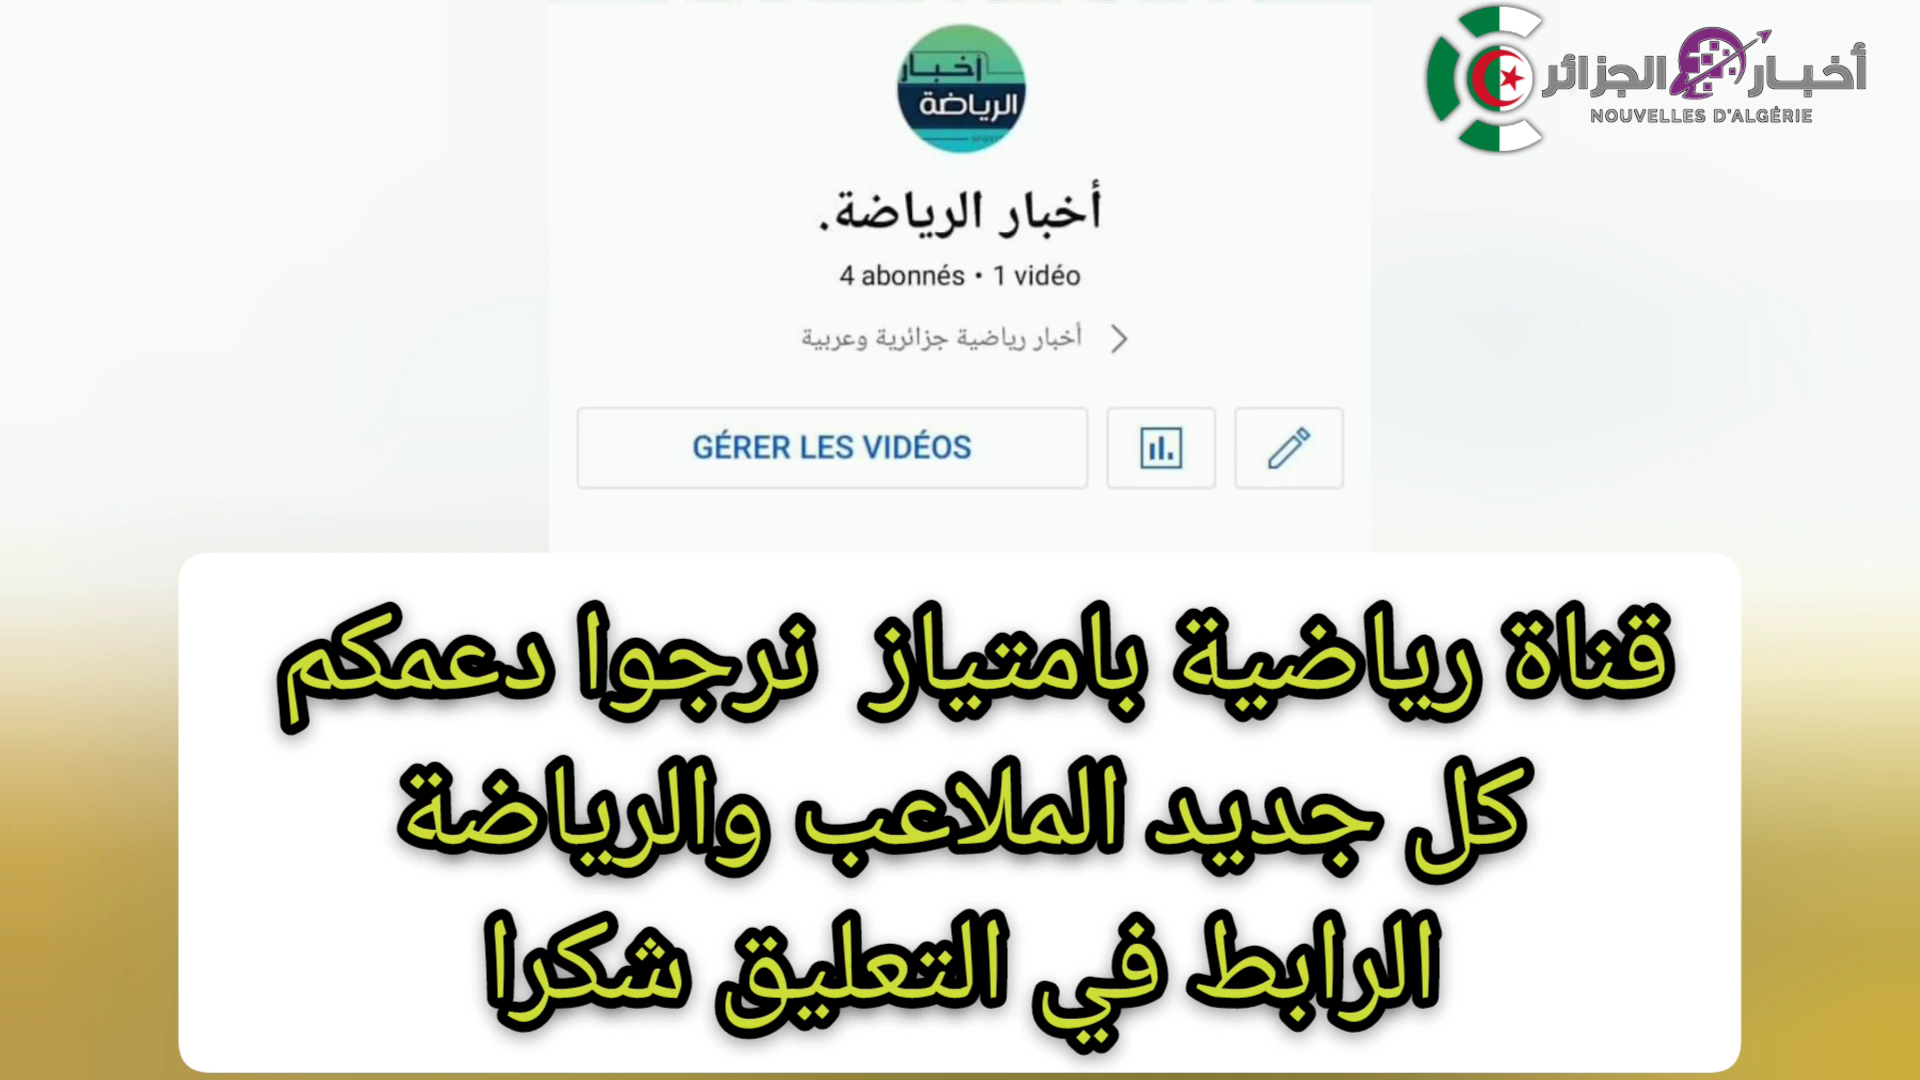 أخبار الجزائر
NOUVELLES D'ALGÉRIE
أخبار
الرياضة
أخبار الرياضة.
4 abonnés • 1 vidéo
أخبار رياضية جزائرية وعربية
GÉRER LES VIDÉOS
قناة رياضية بامتياز نرجوا دعمكم
كل جديد الملاعب والرياضة
الرابط في التعليق شكرا